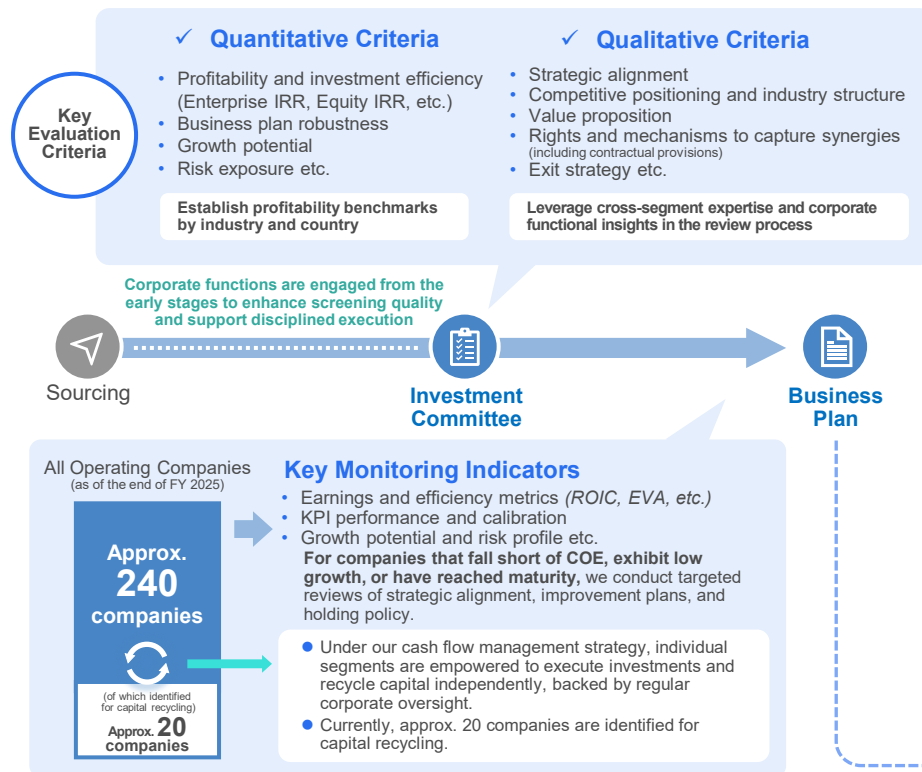 ✓ Quantitative Criteria
• Profitability and investment efficiency
(Enterprise IRR, Equity IRR, etc.)
• Business plan robustness
• Growth potential
• Risk exposure etc.
Establish profitability benchmarks
by industry and country
✓ Qualitative Criteria
• Strategic alignment
• Competitive positioning and industry structure
• Value proposition
• Rights and mechanisms to capture synergies
(including contractual provisions)
• Exit strategy etc.
Leverage cross-segment expertise and corporate
functional insights in the review process
Key
Evaluation
Criteria
Corporate functions are engaged from the
early stages to enhance screening quality
and support disciplined execution
Sourcing
Investment
Committee
Business
Plan
All Operating Companies
(as of the end of FY 2025)
Approx.
240
companies
(of which identified
for capital recycling)
Approx. 20
companies
Key Monitoring Indicators
• Earnings and efficiency metrics (ROIC, EVA, etc.)
• KPI performance and calibration
• Growth potential and risk profile etc.
For companies that fall short of COE, exhibit low
growth, or have reached maturity, we conduct targeted
reviews of strategic alignment, improvement plans, and
holding policy.
● Under our cash flow management strategy, individual
segments are empowered to execute investments and
recycle capital independently, backed by regular
corporate oversight.
● Currently, approx. 20 companies are identified for
capital recycling.